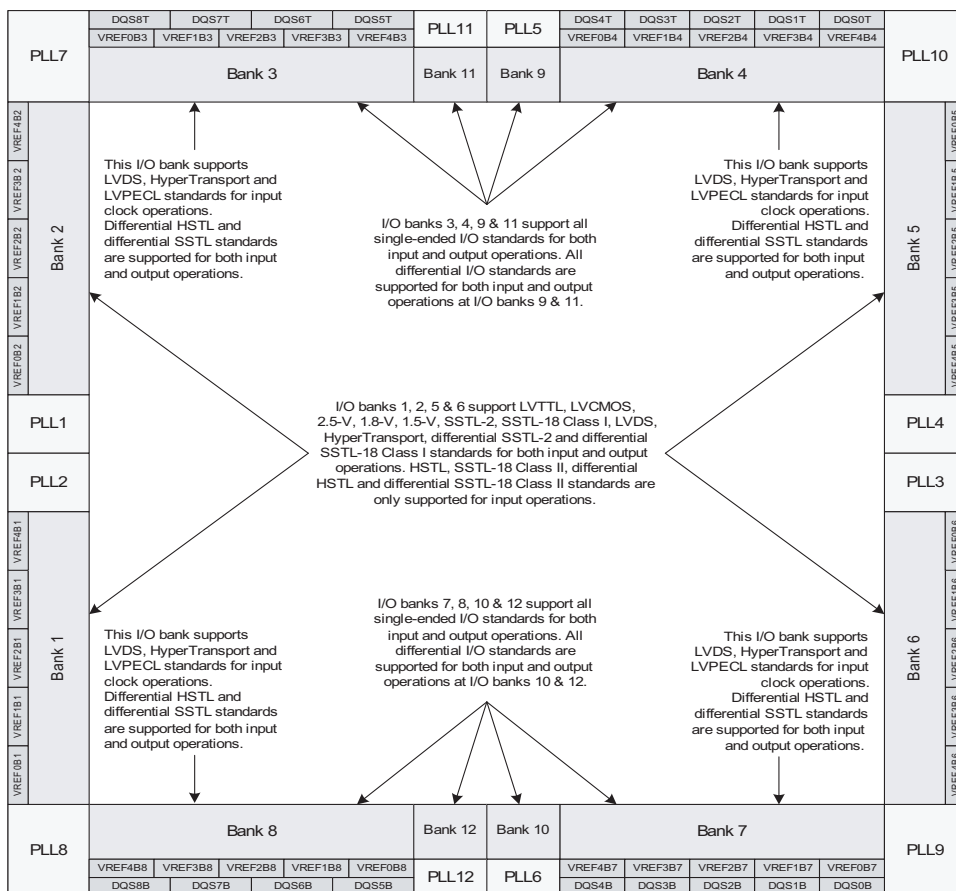 DQS8T DQS7T DQS6T DQS5T
VREF0B3 VREF1B3 VREF2B3 VREF3B3 VREF4B3
PLL11 PLL5
DQS4T DQS3T DQS2T DQS1T DQS0T
VREF0B4 VREF1B4 VREF2B4 VREF3B4 VREF4B4
PLL7
PLL10
Bank 3
Bank 11
Bank 9
Bank 4
VREF4B2
VREF3B2
VREF2B2
VREF1B2
VREF0B2
Bank 2
This I/O bank supports
LVDS, HyperTransport and
LVPECL standards for input
clock operations.
Differential HSTL and
differential SSTL standards
are supported for both input
and output operations.
I/O banks 3, 4, 9 & 11 support all
single-ended I/O standards for both
input and output operations. All
differential I/O standards are
supported for both input and output
operations at I/O banks 9 & 11.
This I/O bank supports
LVDS, HyperTransport and
LVPECL standards for input
clock operations.
Differential HSTL and
differential SSTL standards
are supported for both input
and output operations.
Bank 5
VREF0B5
VREF1B5
VREF2B5
VREF3B5
VREF4B5
PLL1
PLL2
I/O banks 1, 2, 5 & 6 support LVTTL, LVCMOS,
2.5-V, 1.8-V, 1.5-V, SSTL-2, SSTL-18 Class I, LVDS,
HyperTransport, differential SSTL-2 and differential
SSTL-18 Class I standards for both input and output
operations. HSTL, SSTL-18 Class II, differential
HSTL and differential SSTL-18 Class II standards are
only supported for input operations.
PLL4
PLL3
VREF4B1
VREF3B1
VREF2B1
VREF1B1
VREF0B1
Bank 1
This I/O bank supports
LVDS, HyperTransport and
LVPECL standards for input
clock operations.
Differential HSTL and
differential SSTL standards
are supported for both input
and output operations.
I/O banks 7, 8, 10 & 12 support all
single-ended I/O standards for both
input and output operations. All
differential I/O standards are
supported for both input and output
operations at I/O banks 10 & 12.
This I/O bank supports
LVDS, HyperTransport and
LVPECL standards for input
clock operations.
Differential HSTL and
differential SSTL standards
are supported for both input
and output operations.
Bank 6
VREF0B6
VREF1B6
VREF2B6
VREF3B6
VREF4B6
PLL8
Bank 8
Bank 12
Bank 10
Bank 7
PLL9
VREF4B8 VREF3B8 VREF2B8 VREF1B8 VREF0B8
DQS8B DQS7B DQS6B DQS5B
PLL12 PLL6
VREF4B7 VREF3B7 VREF2B7 VREF1B7 VREF0B7
DQS4B DQS3B DQS2B DQS1B DQS0B